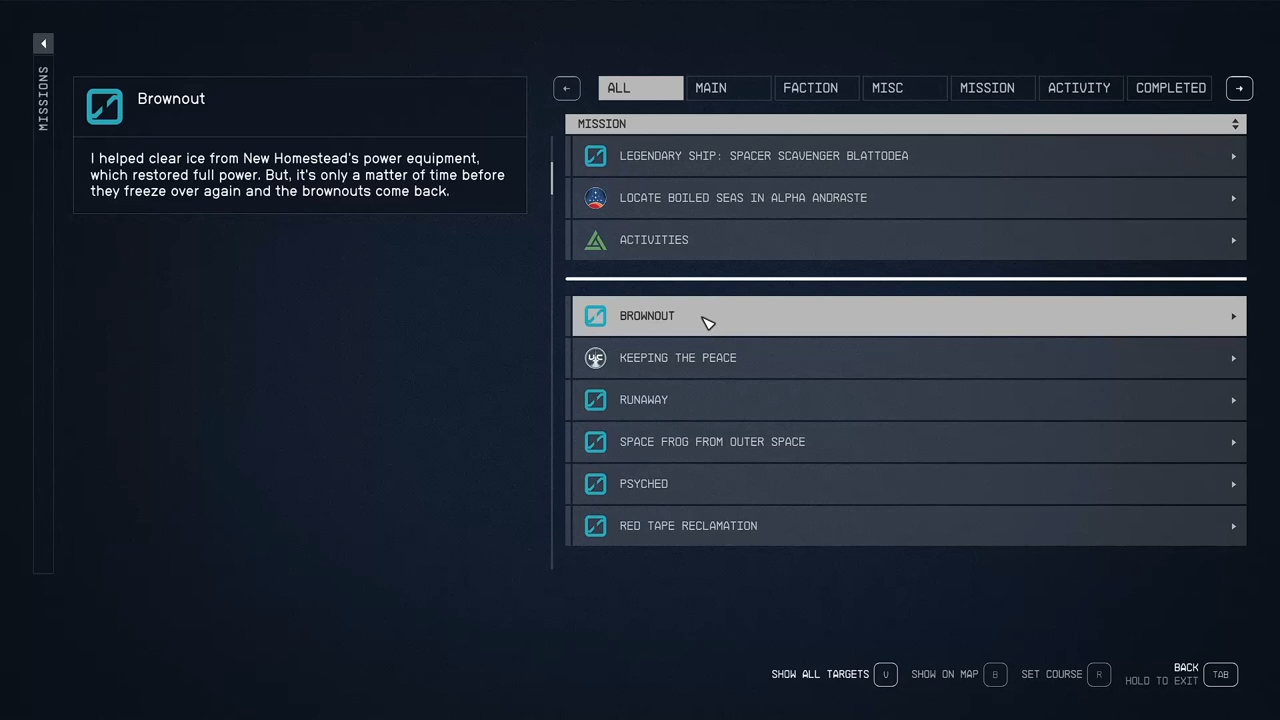 MISSIONS
Brownout
I helped clear ice from New Homestead's power equipment,
which restored full power. But, it's only a matter of time before
they freeze over again and the brownouts come back.
ALL MAIN FACTION MISC MISSION ACTIVITY COMPLETED
MISSION
LEGENDARY SHIP: SPACER SCAVENGER BLATTODEA
LOCATE BOILED SEAS IN ALPHA ANDRASTE
ACTIVITIES
BROWNOUT
UC
KEEPING THE PEACE
RUNAWAY
SPACE FROG FROM OUTER SPACE
PSYCHED
RED TAPE RECLAMATION
SHOW ALL TARGETS U SHOW ON MAP B SET COURSE R
BACK
HOLD TO EXIT TAB